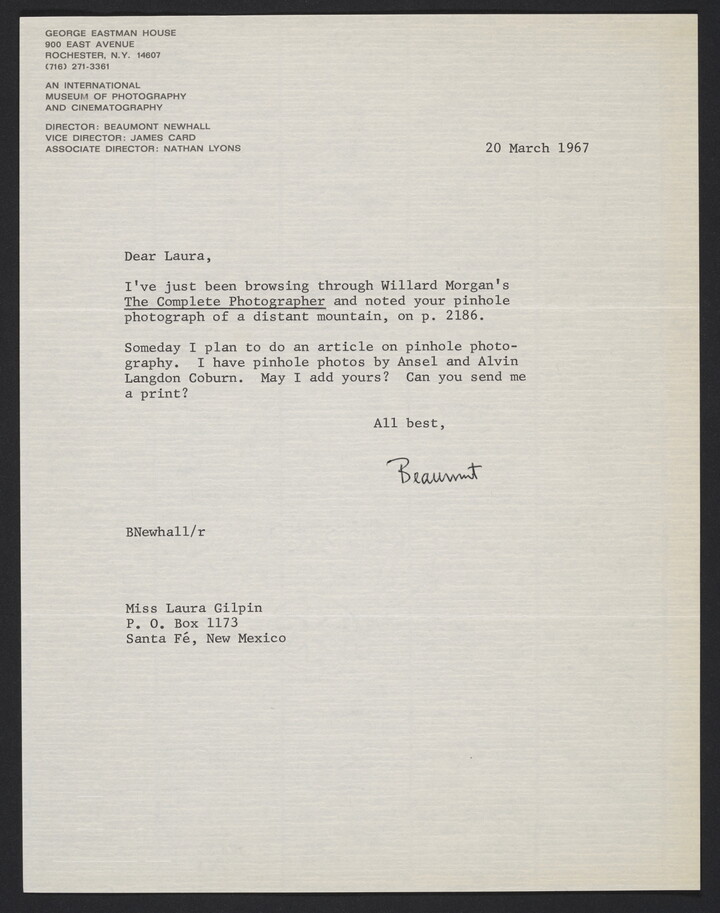 GEORGE EASTMAN HOUSE
900 EAST AVENUE
ROCHESTER, N.Y. 14607
(716) 271-3361
AN INTERNATIONAL
MUSEUM OF PHOTOGRAPHY
AND CINEMATOGRAPHY
DIRECTOR: BEAUMONT NEWHALL
VICE DIRECTOR: JAMES CARD
ASSOCIATE DIRECTOR: NATHAN LYONS
20 March 1967
Dear Laura,
I've just been browsing through Willard Morgan's
The Complete Photographer and noted your pinhole
photograph of a distant mountain, on p. 2186.
Someday I plan to do an article on pinhole photo-
graphy. I have pinhole photos by Ansel and Alvin
Langdon Coburn. May I add yours? Can you send me
a print?
All best,
Beaumont
BNewhall/r
Miss Laura Gilpin
P. O. Box 1173
Santa Fé, New Mexico